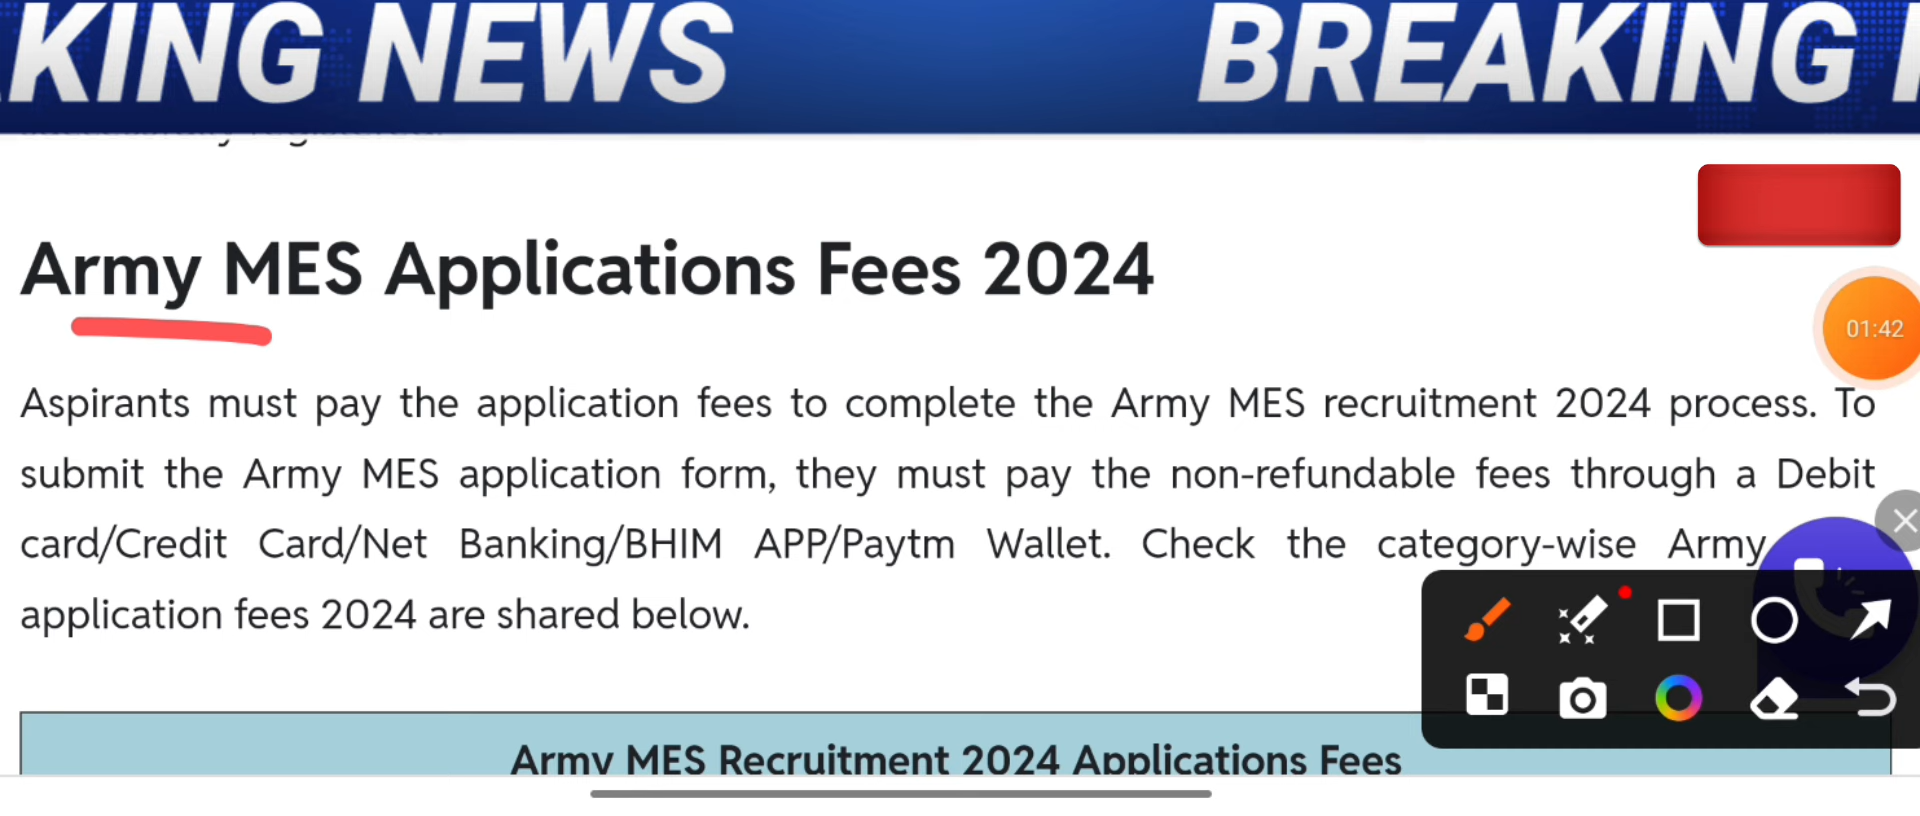 KING NEWS BREAKING
Army MES Applications Fees 2024
01:42
Aspirants must pay the application fees to complete the Army MES recruitment 2024 process. To
submit the Army MES application form, they must pay the non-refundable fees through a Debit
card/Credit Card/Net Banking/BHIM APP/Paytm Wallet. Check the category-wise Army
application fees 2024 are shared below.
Army MES Recruitment 2024 Applications Fees